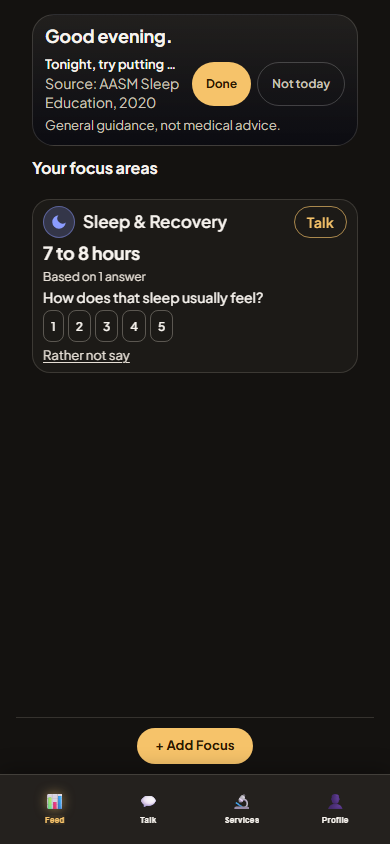 Good evening.
Tonight, try putting ...
Source: AASM Sleep
Education, 2020
Done
Not today
General guidance, not medical advice.
Your focus areas
Sleep & Recovery
Talk
7 to 8 hours
Based on 1 answer
How does that sleep usually feel?
1 2 3 4 5
Rather not say
+ Add Focus
Feed Talk Services Profile